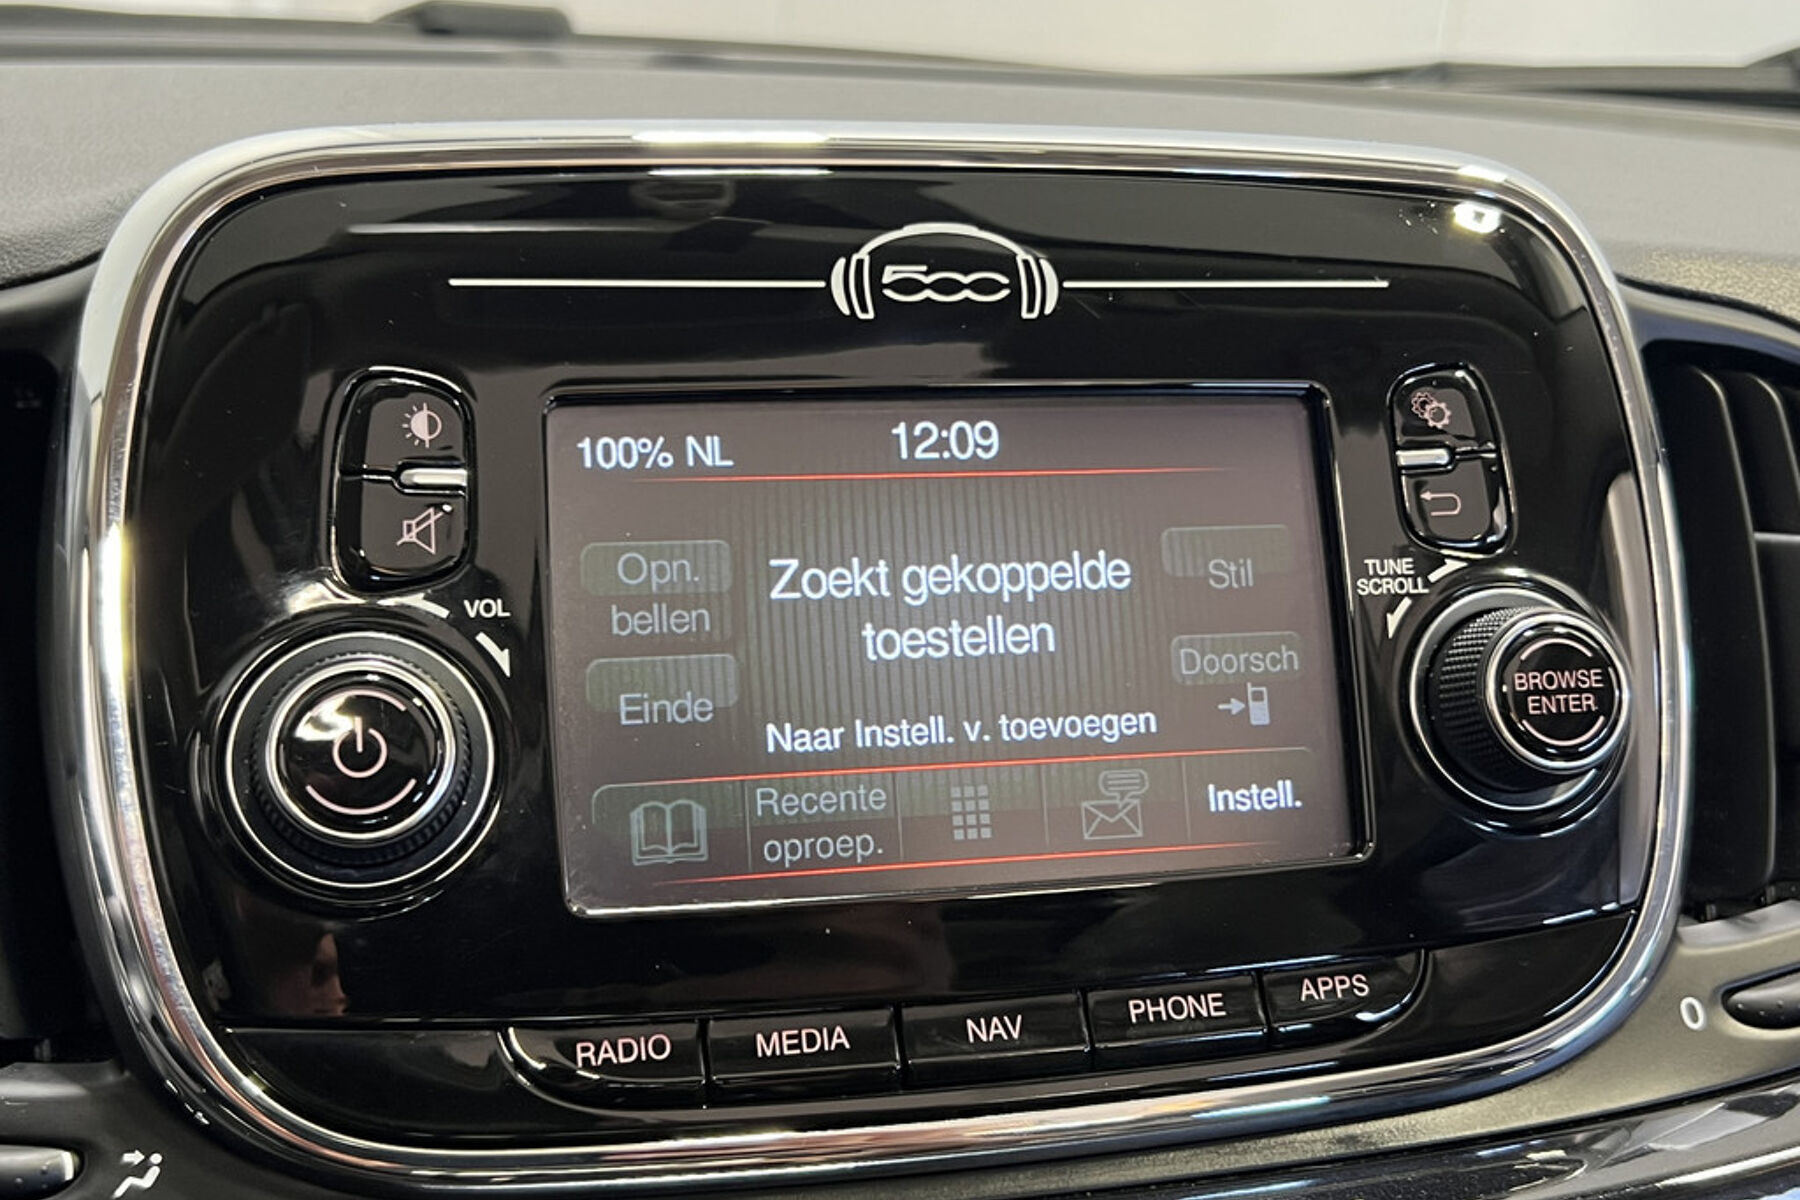 500
VOL
TUNE
SCROLL
100% NL
12:09
Opn.
bellen
Zoekt gekoppelde
toestellen
Stil
Einde
Doorsch
Naar Instell. v. toevoegen
BROWSE
ENTER
Recente
oproep.
Instell.
RADIO
MEDIA
NAV
PHONE
APPS
0